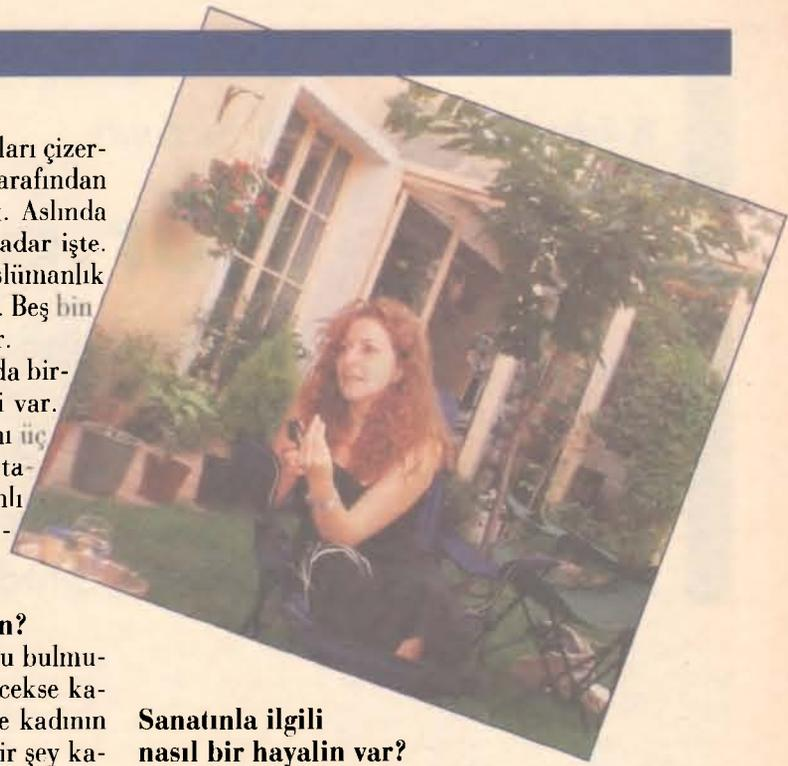 ları çizer-
arafından
. Aslında
adar işte.
slümanlık
. Beş bin
r.
da bir-
i var.
nı üç
ta-
nlı
-
n?
u bulmu-
cekse ka-
e kadının
ir şey ka-
Sanatınla ilgili
nasıl bir hayalin var?